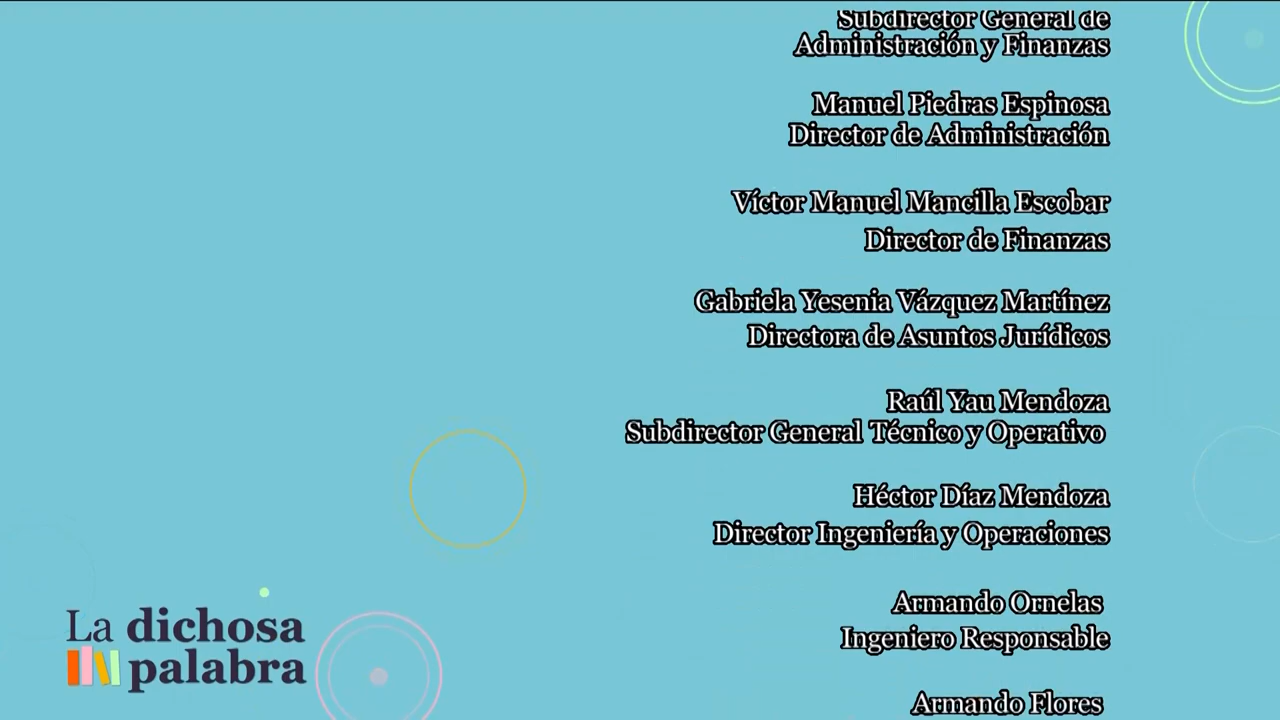 Subdirector General de
Administración y Finanzas
Manuel Piedras Espinosa
Director de Administración
Víctor Manuel Mancilla Escobar
Director de Finanzas
Gabriela Yesenia Vázquez Martínez
Directora de Asuntos Jurídicos
Raúl Yau Mendoza
Subdirector General Técnico y Operativo
Héctor Díaz Mendoza
Director Ingeniería y Operaciones
Armando Ornelas
Ingeniero Responsable
Armando Flores
La dichosa
palabra